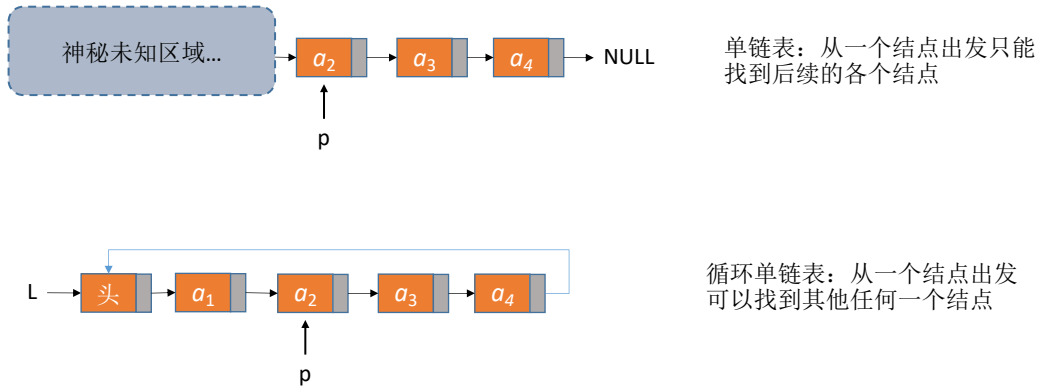 神秘未知区域…
a₂
a₃
a₄
NULL
p
单链表：从一个结点出发只能
找到后续的各个结点
L
头
a₁
a₂
a₃
a₄
p
循环单链表：从一个结点出发
可以找到其他任何一个结点